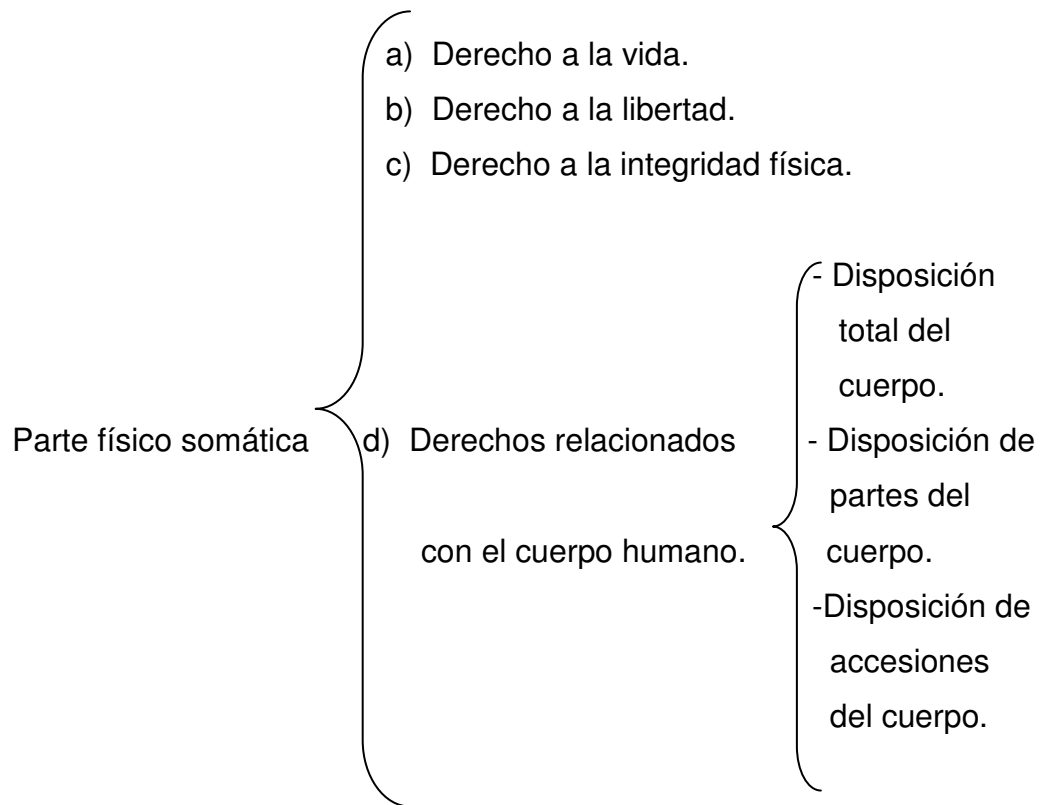 a) Derecho a la vida.
b) Derecho a la libertad.
c) Derecho a la integridad física.
Parte físico somática
d) Derechos relacionados
con el cuerpo humano.
- Disposición
total del
cuerpo.
- Disposición de
partes del
cuerpo.
-Disposición de
accesiones
del cuerpo.